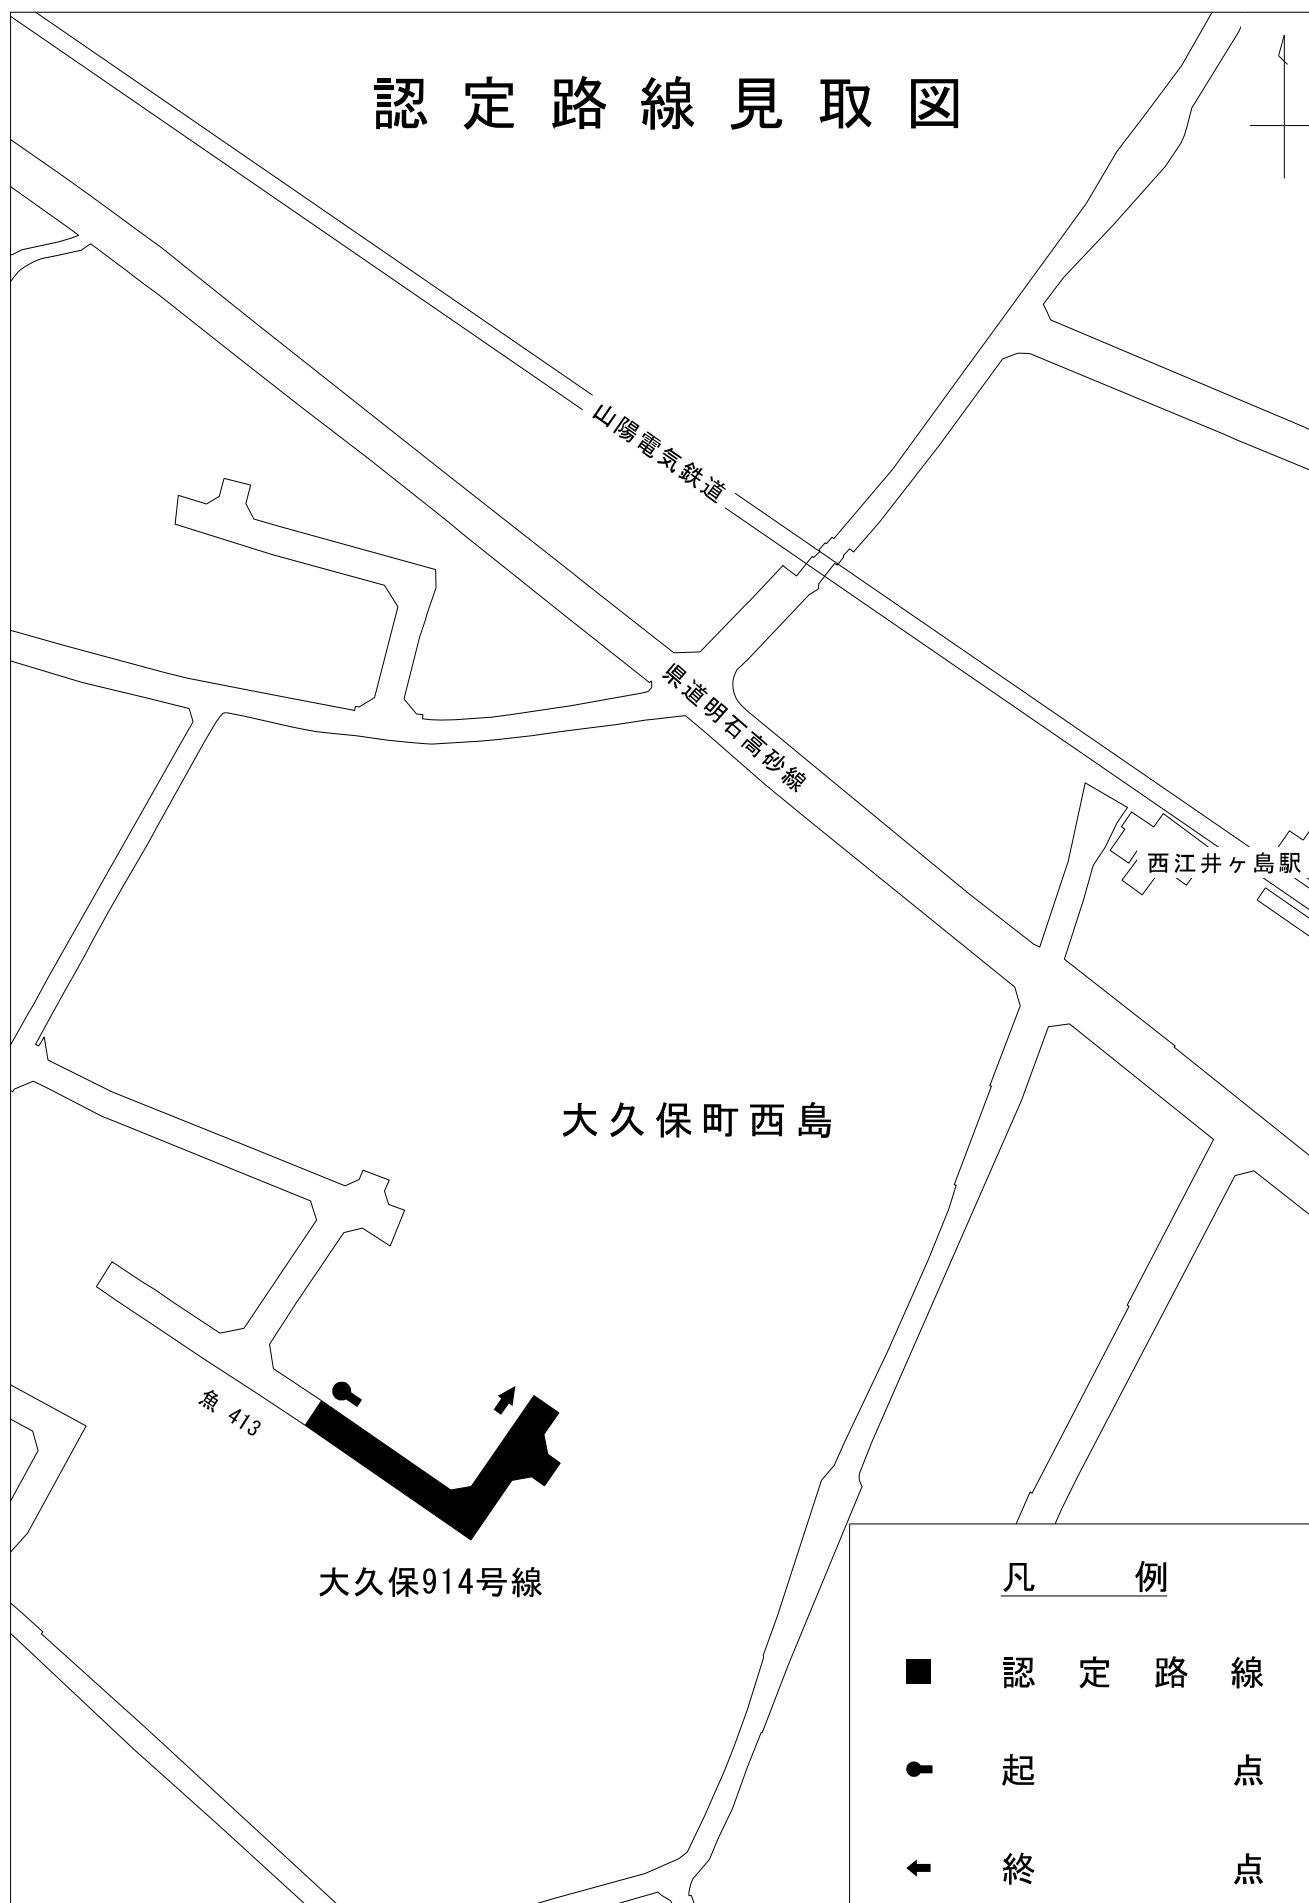 認定路線見取図
山陽電気鉄道
県道明石高砂線
西江井ヶ島駅
大久保町西島
魚 413
大久保914号線
凡例
認定路線
起点
終点